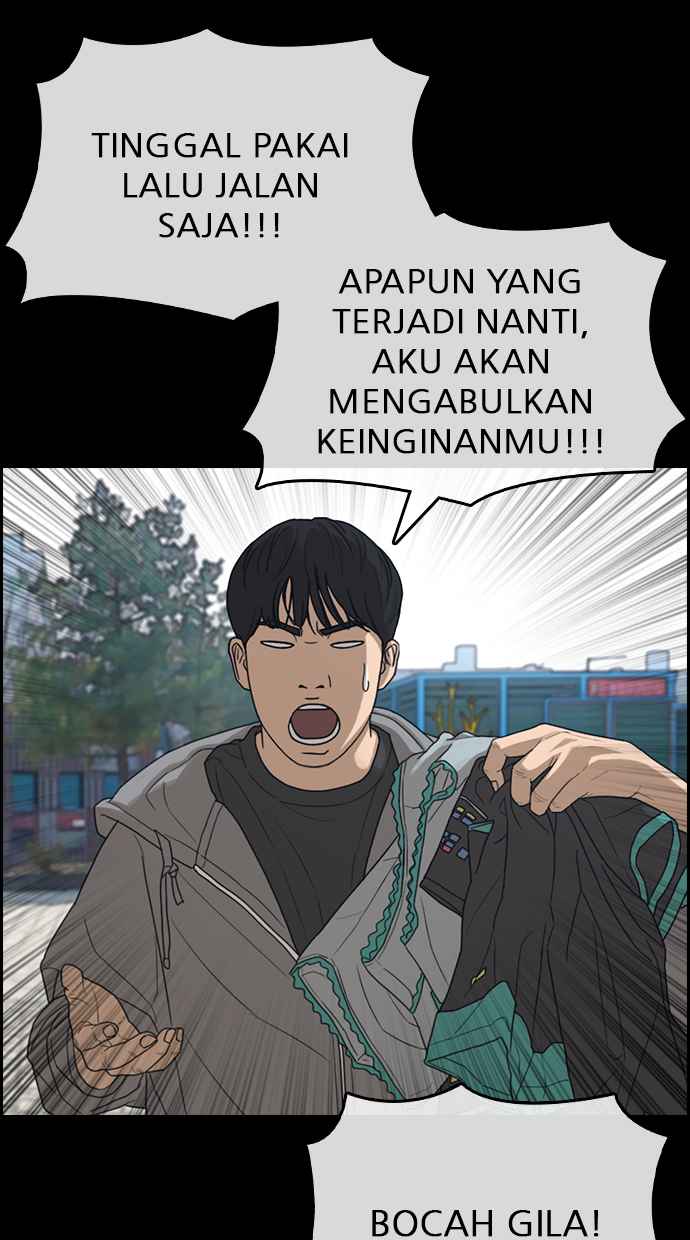 TINGGAL PAKAI
LALU JALAN
SAJA!!!
APAPUN YANG
TERJADI NANTI,
AKU AKAN
MENGABULKAN
KEINGINANMU!!!
BOCAH GILA!